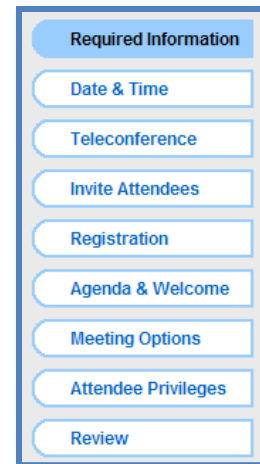 Required Information
Date & Time
Teleconference
Invite Attendees
Registration
Agenda & Welcome
Meeting Options
Attendee Privileges
Review